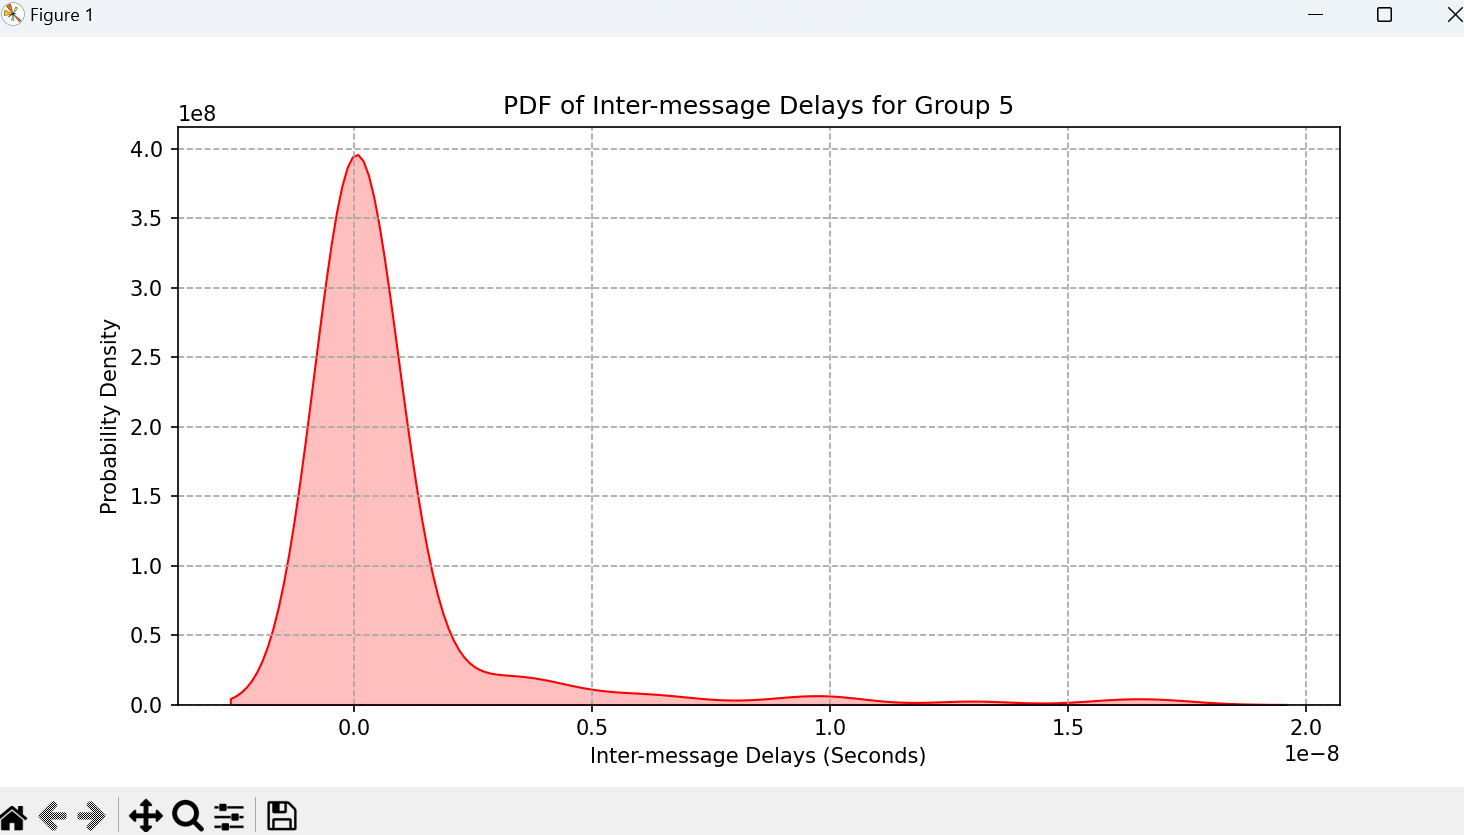 Figure 1
PDF of Inter-message Delays for Group 5
1e8
4.0
3.5
3.0
2.5
2.0
1.5
1.0
0.5
0.0
Probability Density
0.0 0.5 1.0 1.5 2.0
Inter-message Delays (Seconds)
1e−8